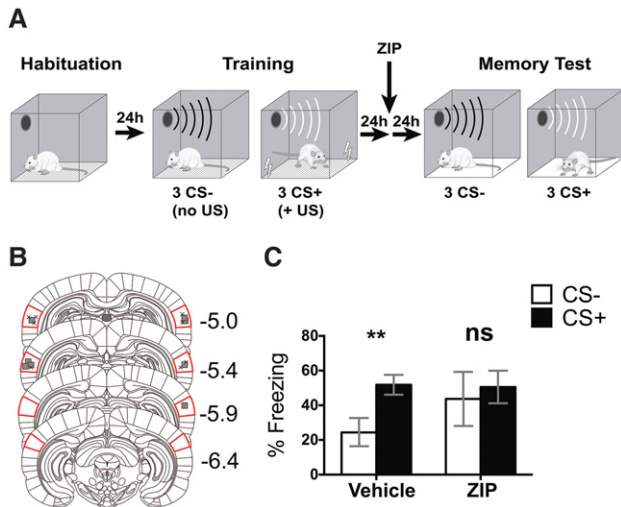 A
ZIP
Habituation
Training
Memory Test
24h
24h
24h
3 CS-
(no US)
3 CS+
(+ US)
3 CS-
3 CS+
B
-5.0
-5.4
-5.9
-6.4
C
CS-
CS+
% Freezing
80
60
40
20
0
**
ns
Vehicle
ZIP